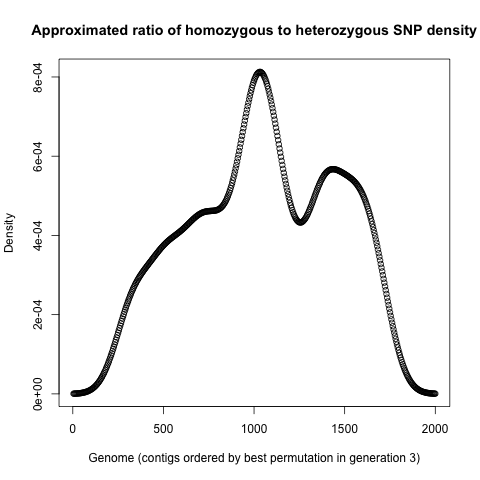 Approximated ratio of homozygous to heterozygous SNP density
8e-04
6e-04
4e-04
2e-04
0e+00
Density
0 500 1000 1500 2000
Genome (contigs ordered by best permutation in generation 3)